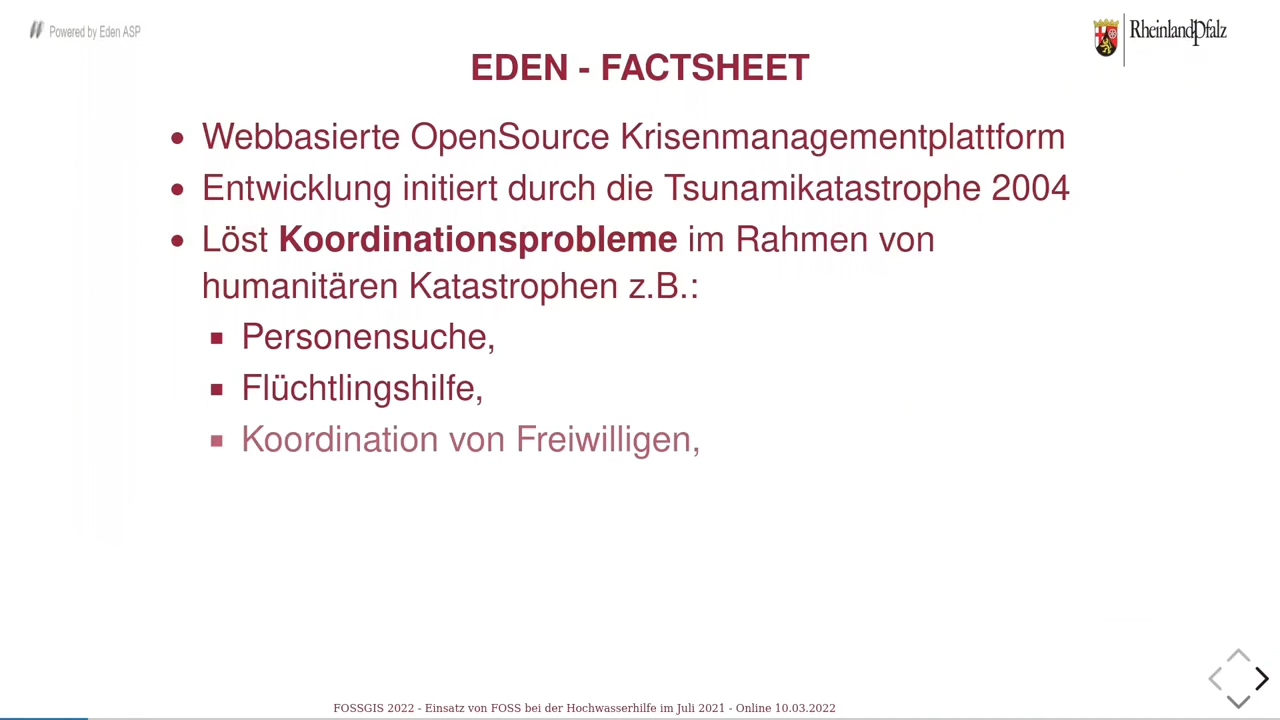 Powered by Eden ASP
RheinlandPfalz
EDEN - FACTSHEET
Webbasierte OpenSource Krisenmanagementplattform
Entwicklung initiert durch die Tsunamikatastrophe 2004
Löst Koordinationsprobleme im Rahmen von
humanitären Katastrophen z.B.:
Personensuche,
Flüchtlingshilfe,
Koordination von Freiwilligen,
FOSSGIS 2022 - Einsatz von FOSS bei der Hochwasserhilfe im Juli 2021 - Online 10.03.2022